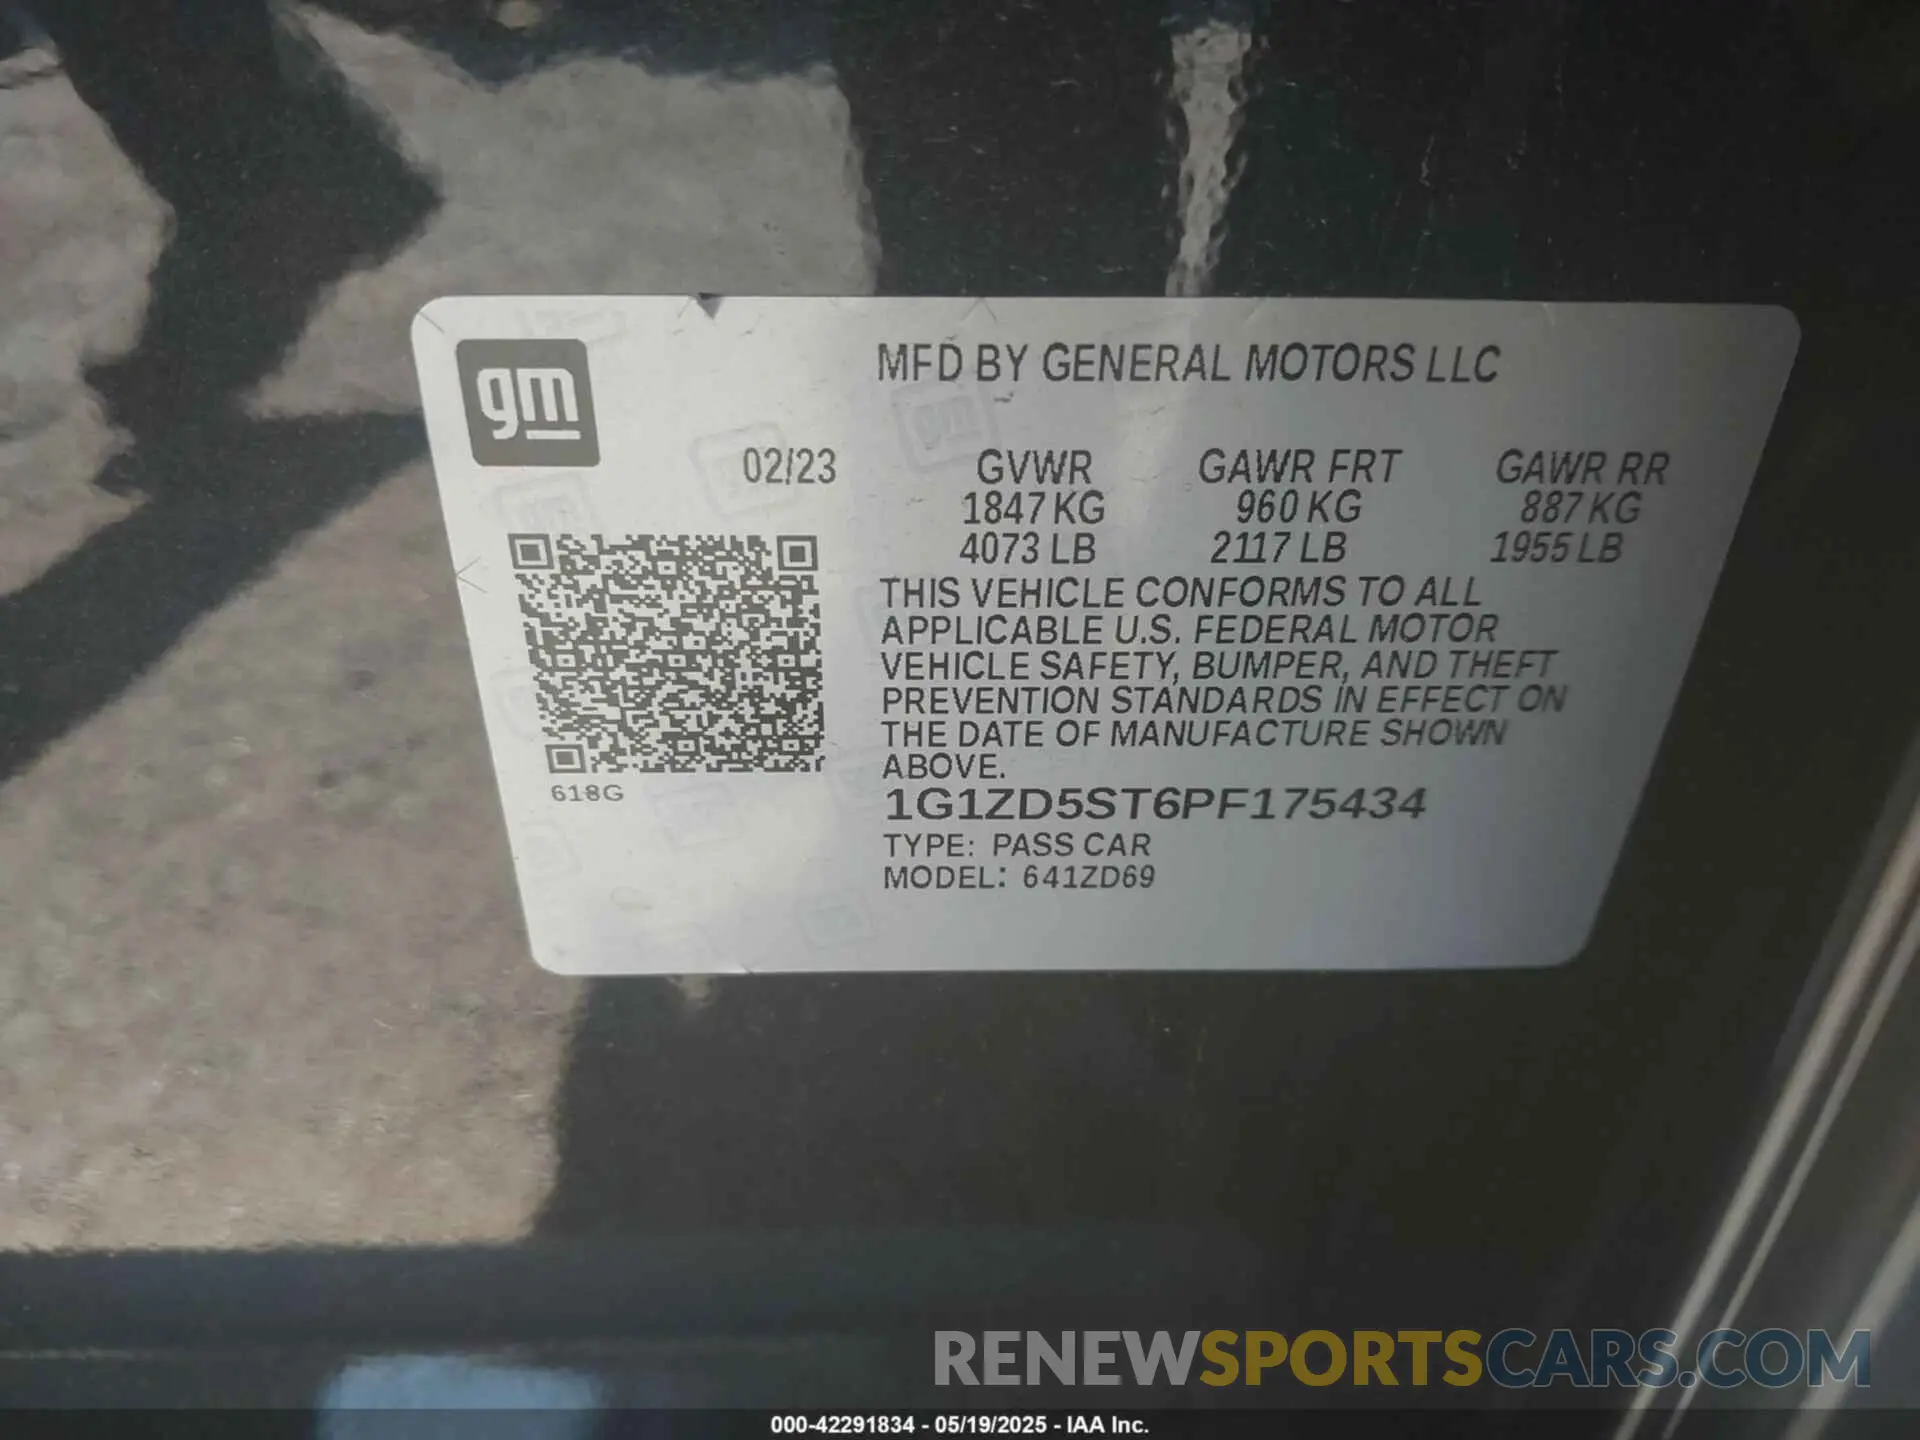 gm
MFD BY GENERAL MOTORS LLC
02/23 GVWR GAWR FRT GAWR RR
1847 KG 960 KG 887 KG
4073 LB 2117 LB 1955 LB
THIS VEHICLE CONFORMS TO ALL
APPLICABLE U.S. FEDERAL MOTOR
VEHICLE SAFETY, BUMPER, AND THEFT
PREVENTION STANDARDS IN EFFECT ON
THE DATE OF MANUFACTURE SHOWN
ABOVE.
618G
1G1ZD5ST6PF175434
TYPE: PASS CAR
MODEL: 641ZD69
RENEWSPORTSCARS.COM
000-42291834 - 05/19/2025 - IAA Inc.